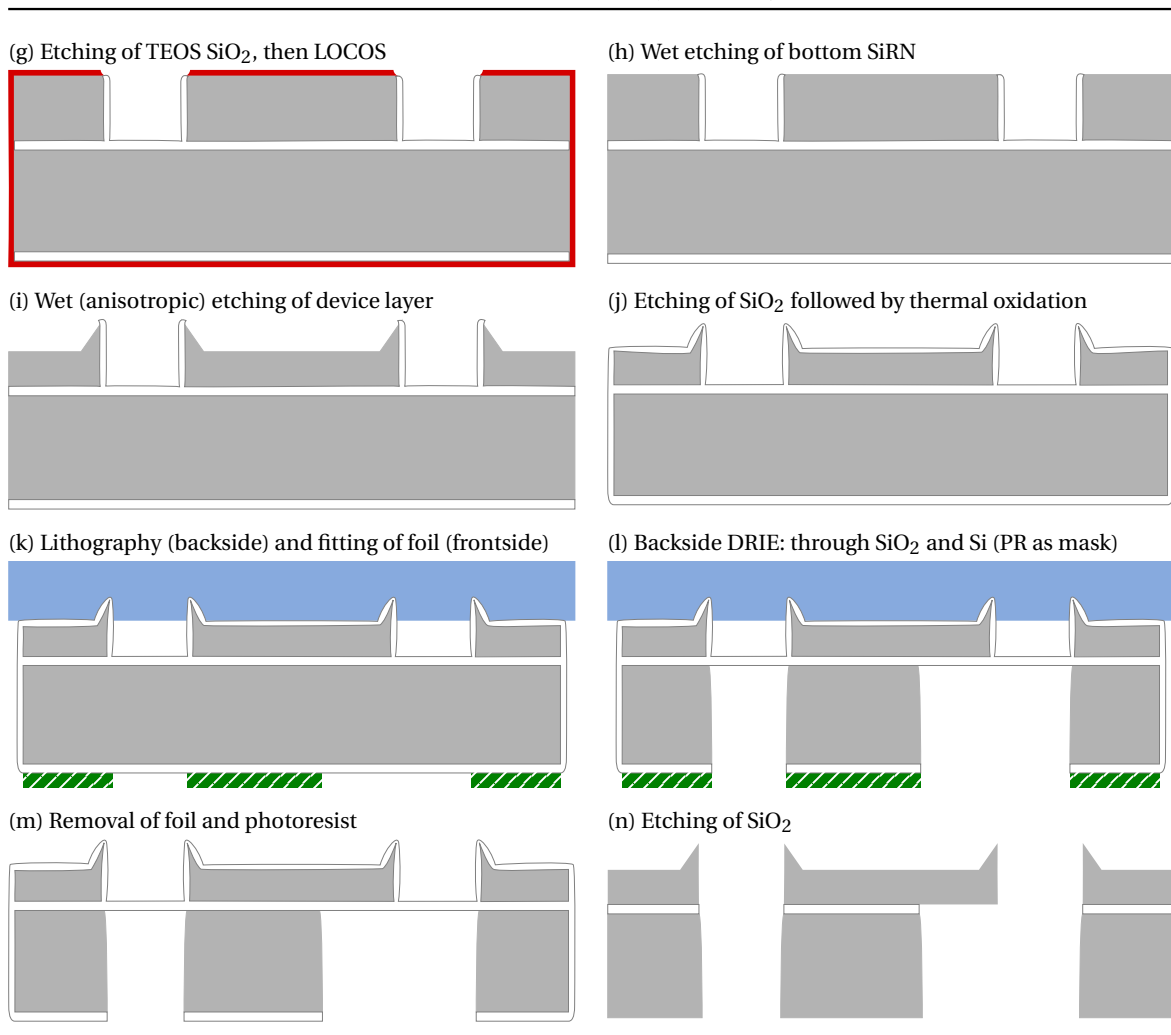 (g) Etching of TEOS SiO₂, then LOCOS
(h) Wet etching of bottom SiRN
(i) Wet (anisotropic) etching of device layer
(j) Etching of SiO₂ followed by thermal oxidation
(k) Lithography (backside) and fitting of foil (frontside)
(l) Backside DRIE: through SiO₂ and Si (PR as mask)
(m) Removal of foil and photoresist
(n) Etching of SiO₂